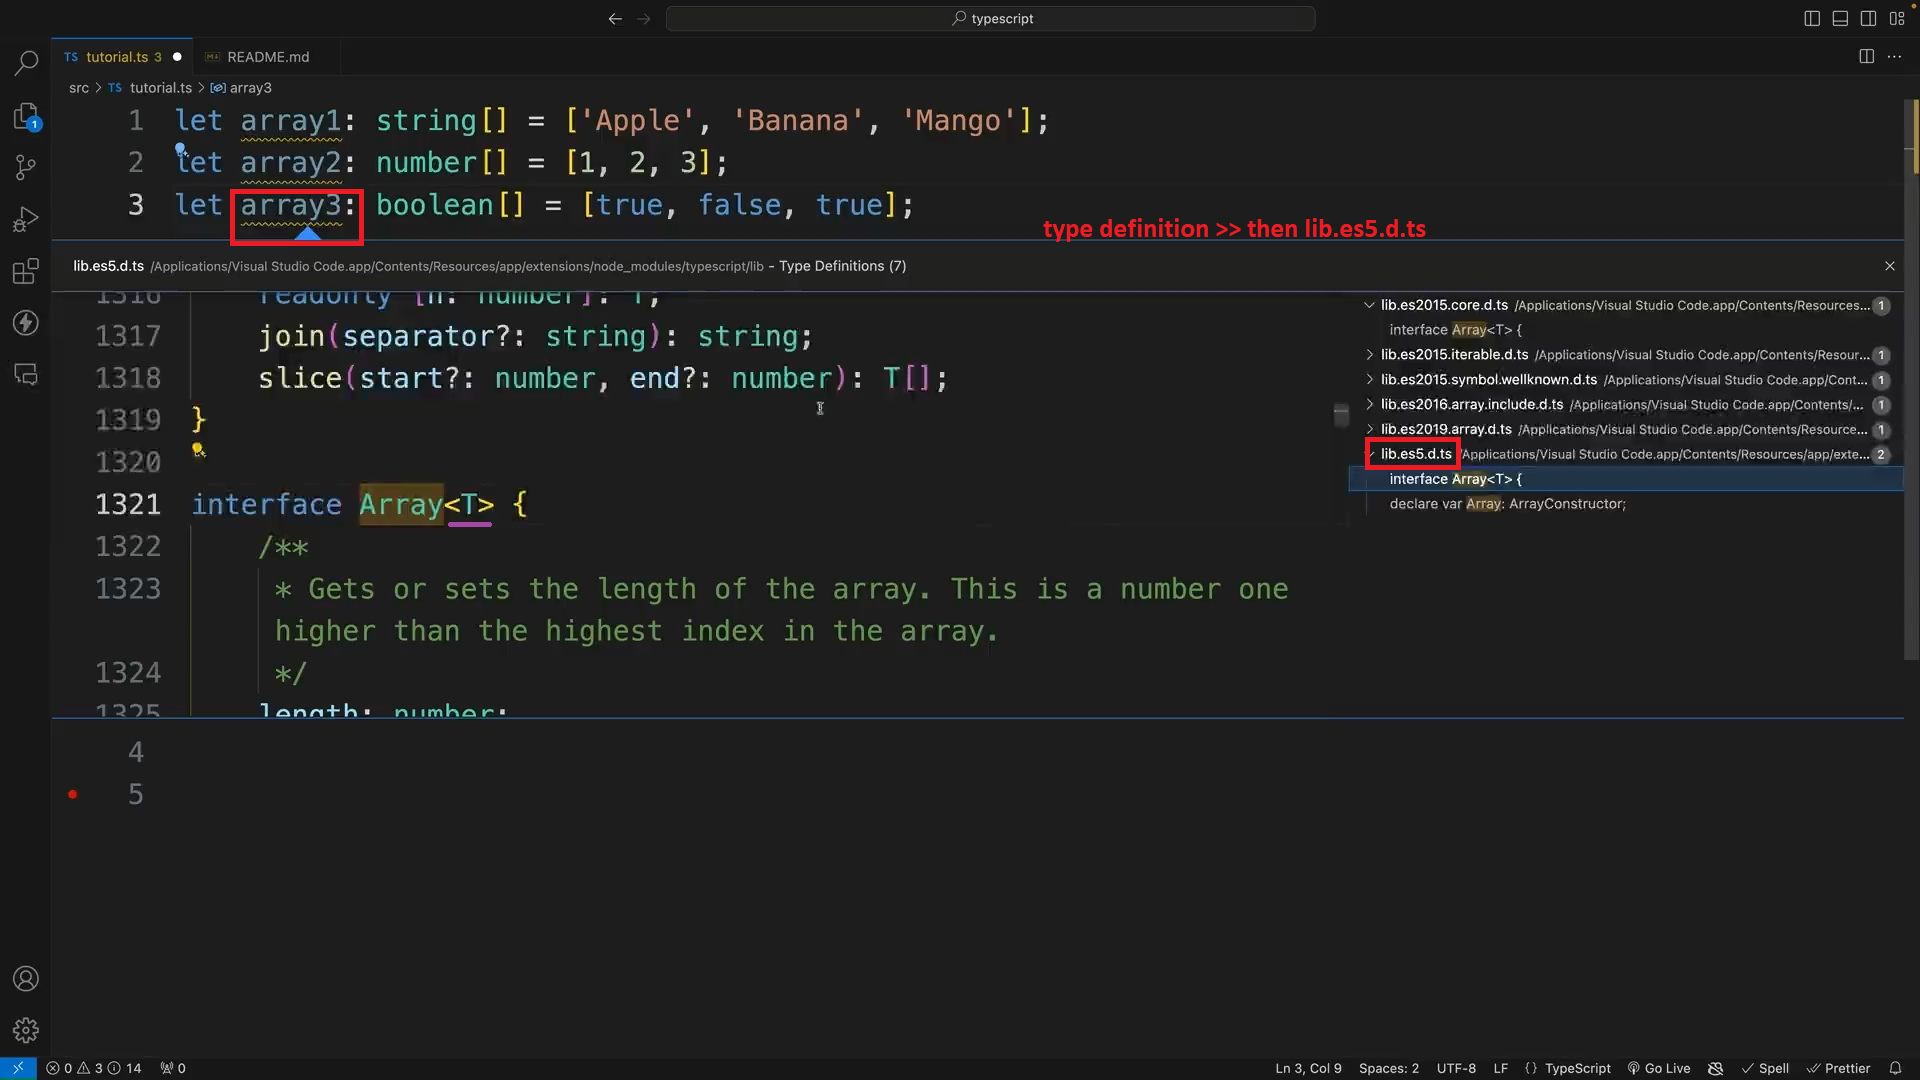 typescript
TS tutorial.ts 3 README.md
src > TS tutorial.ts > array3
1 let array1: string[] = ['Apple', 'Banana', 'Mango'];
2 let array2: number[] = [1, 2, 3];
3 let array3: boolean[] = [true, false, true];
type definition >> then lib.es5.d.ts
lib.es5.d.ts /Applications/Visual Studio Code.app/Contents/Resources/app/extensions/node_modules/typescript/lib - Type Definitions (7)
1316 readonly [n: number]: T;
1317 join(separator?: string): string;
1318 slice(start?: number, end?: number): T[];
1319 }
1320
1321 interface Array<T> {
1322 /**
1323 * Gets or sets the length of the array. This is a number one
higher than the highest index in the array.
1324 */
1325 length: number;
lib.es2015.core.d.ts /Applications/Visual Studio Code.app/Contents/Resources... 1
interface Array<T> {
lib.es2015.iterable.d.ts /Applications/Visual Studio Code.app/Contents/Resour... 1
lib.es2015.symbol.wellknown.d.ts /Applications/Visual Studio Code.app/Cont... 1
lib.es2016.array.include.d.ts /Applications/Visual Studio Code.app/Contents/... 1
lib.es2019.array.d.ts /Applications/Visual Studio Code.app/Contents/Resource... 1
lib.es5.d.ts /Applications/Visual Studio Code.app/Contents/Resources/app/exte... 2
interface Array<T> {
declare var Array: ArrayConstructor;
4
5
1
0 3 14 0 Ln 3, Col 9 Spaces: 2 UTF-8 LF {} TypeScript Go Live Spell Prettier